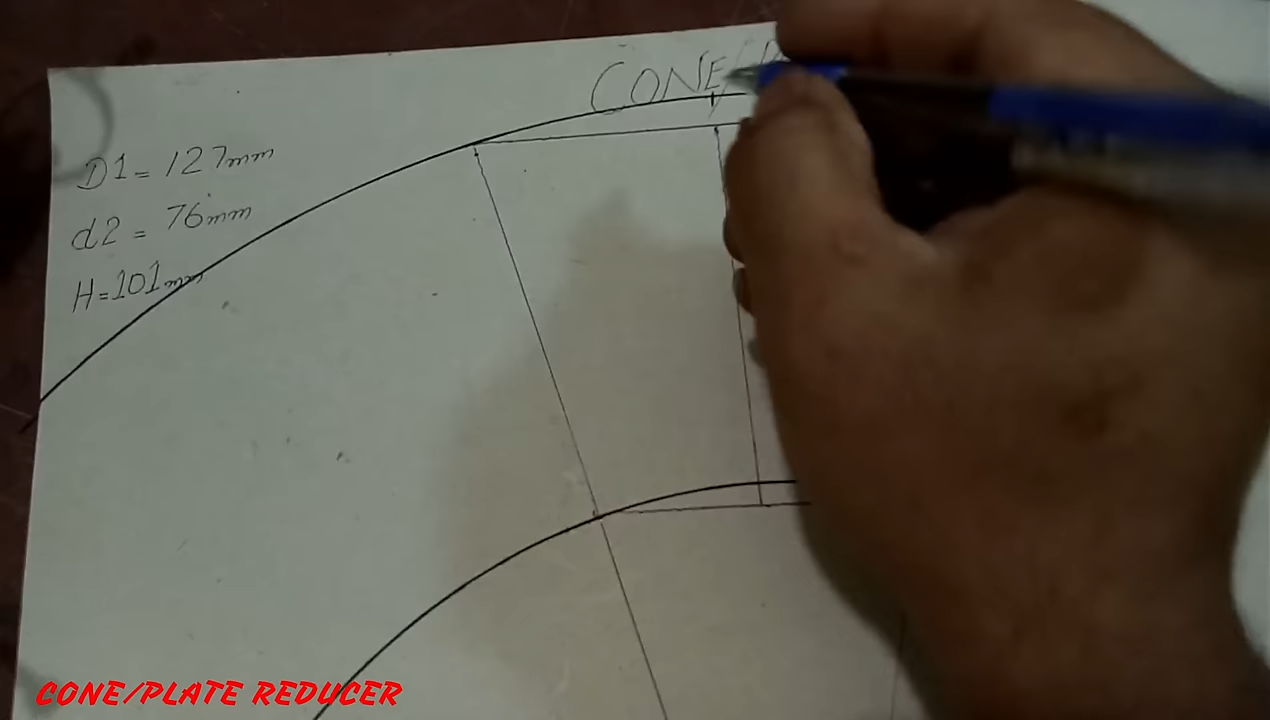 CONE/
D1 = 127mm
d2 = 76mm
H=101mm
CONE/PLATE REDUCER